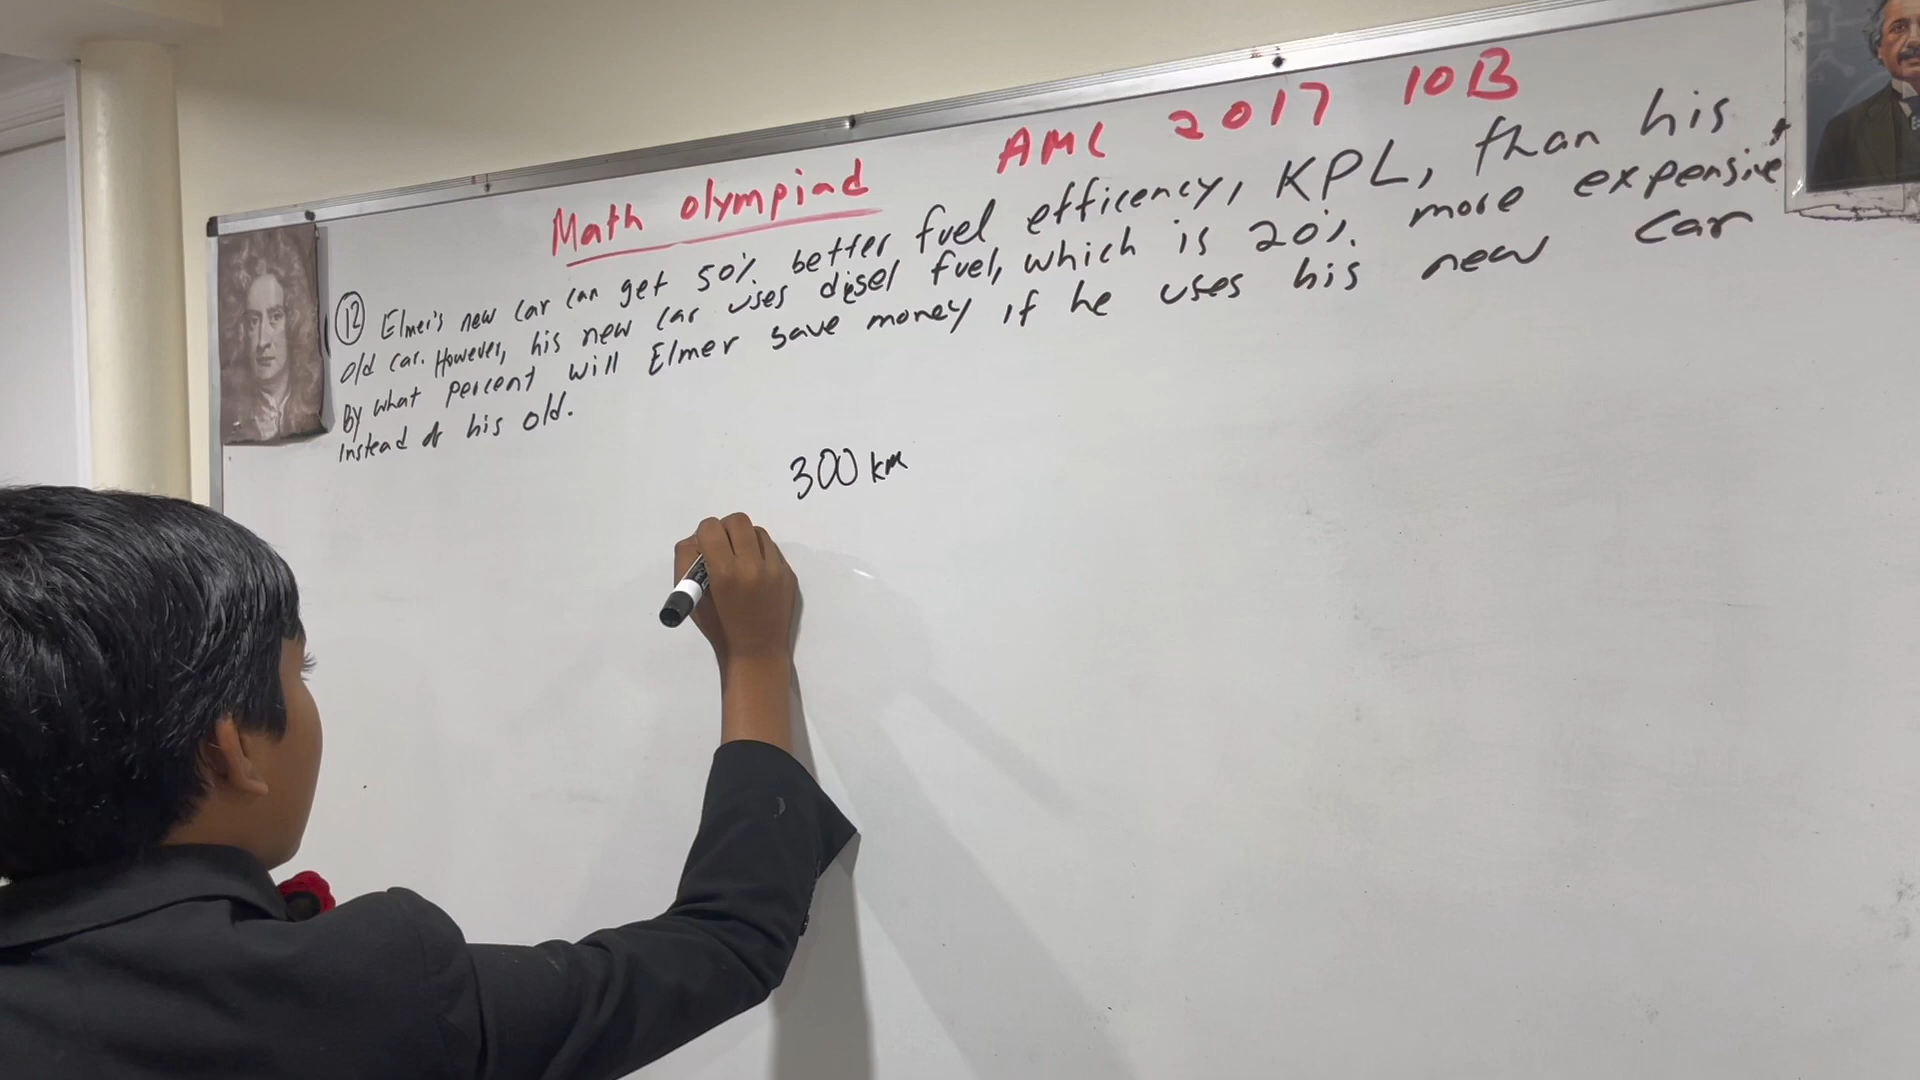 Math olympiad AMC 2017 10B
12 Elmer's new car can get 50% better fuel efficency, KPL, than his
old car. However, his new car uses diesel fuel, which is 20% more expensive
By what percent will Elmer save money if he uses his new car
instead of his old.
300 km